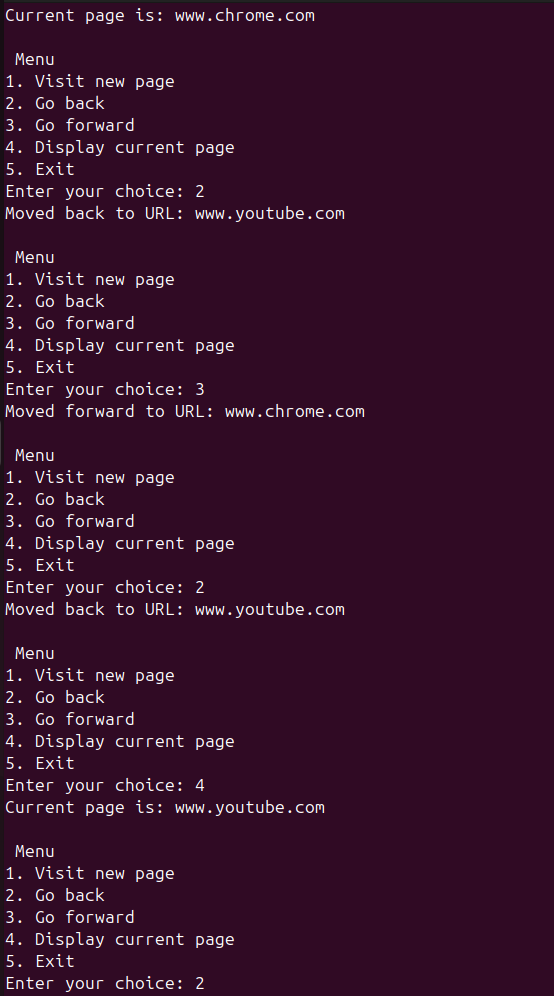 Current page is: www.chrome.com
Menu
1. Visit new page
2. Go back
3. Go forward
4. Display current page
5. Exit
Enter your choice: 2
Moved back to URL: www.youtube.com
Menu
1. Visit new page
2. Go back
3. Go forward
4. Display current page
5. Exit
Enter your choice: 3
Moved forward to URL: www.chrome.com
Menu
1. Visit new page
2. Go back
3. Go forward
4. Display current page
5. Exit
Enter your choice: 2
Moved back to URL: www.youtube.com
Menu
1. Visit new page
2. Go back
3. Go forward
4. Display current page
5. Exit
Enter your choice: 4
Current page is: www.youtube.com
Menu
1. Visit new page
2. Go back
3. Go forward
4. Display current page
5. Exit
Enter your choice: 2